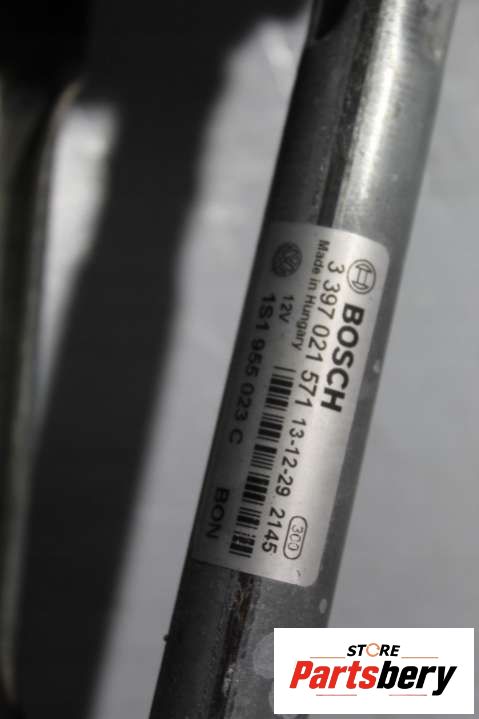 BOSCH
3 397 021 571 13-12-29 2145
Made in Hungary
300
12V
1S1 955 023 C
BON
STORE
Partsbery